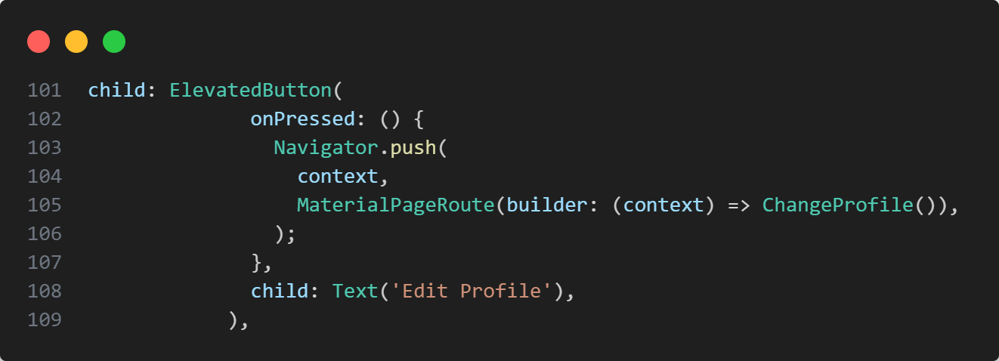 101 child: ElevatedButton(
102 onPressed: () {
103 Navigator.push(
104 context,
105 MaterialPageRoute(builder: (context) => ChangeProfile()),
106 );
107 },
108 child: Text('Edit Profile'),
109 ),